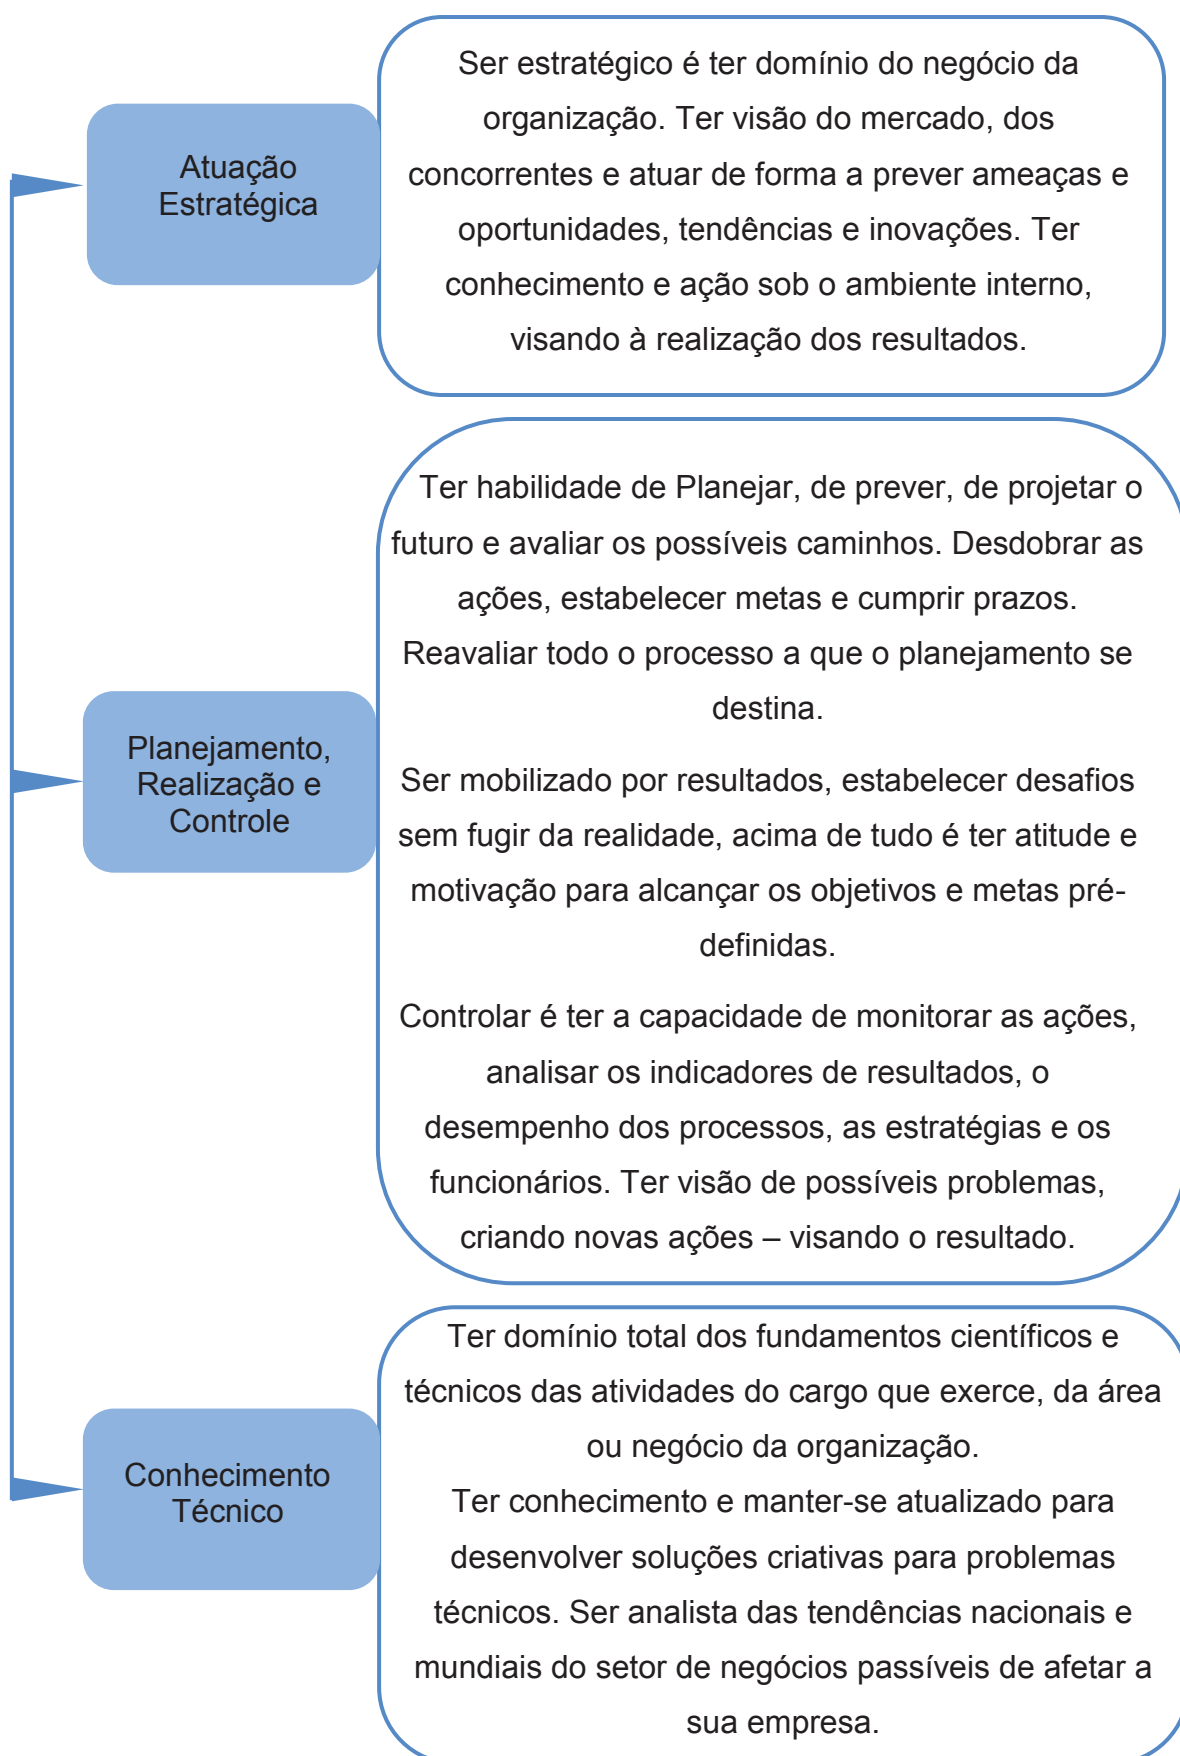 Atuação
Estratégica
Ser estratégico é ter domínio do negócio da
organização. Ter visão do mercado, dos
concorrentes e atuar de forma a prever ameaças e
oportunidades, tendências e inovações. Ter
conhecimento e ação sob o ambiente interno,
visando à realização dos resultados.
Planejamento,
Realização e
Controle
Ter habilidade de Planejar, de prever, de projetar o
futuro e avaliar os possíveis caminhos. Desdobrar as
ações, estabelecer metas e cumprir prazos.
Reavaliar todo o processo a que o planejamento se
destina.
Ser mobilizado por resultados, estabelecer desafios
sem fugir da realidade, acima de tudo é ter atitude e
motivação para alcançar os objetivos e metas pré-
definidas.
Controlar é ter a capacidade de monitorar as ações,
analisar os indicadores de resultados, o
desempenho dos processos, as estratégias e os
funcionários. Ter visão de possíveis problemas,
criando novas ações – visando o resultado.
Conhecimento
Técnico
Ter domínio total dos fundamentos científicos e
técnicos das atividades do cargo que exerce, da área
ou negócio da organização.
Ter conhecimento e manter-se atualizado para
desenvolver soluções criativas para problemas
técnicos. Ser analista das tendências nacionais e
mundiais do setor de negócios passíveis de afetar a
sua empresa.